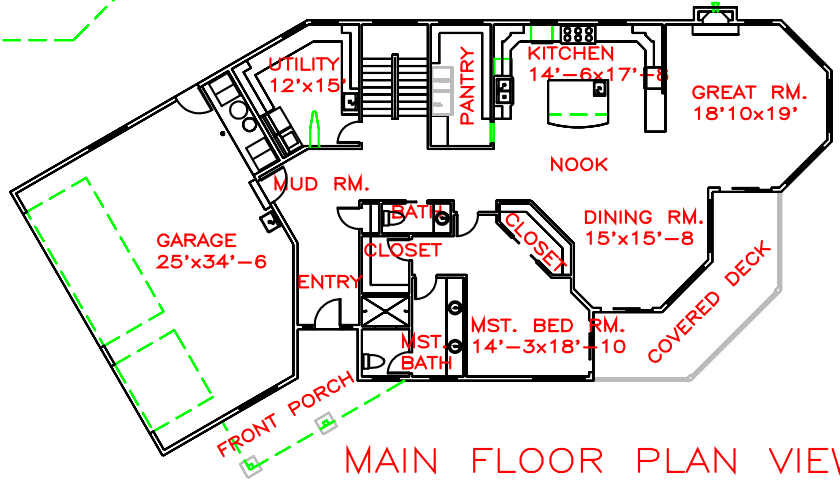 UTILITY
12'x15'
PANTRY
KITCHEN
14'-6x17'-8
GREAT RM.
18'10x19'
NOOK
MUD RM.
BATH
CLOSET
DINING RM.
15'x15'-8
GARAGE
25'x34'-6
CLOSET
ENTRY
COVERED DECK
MST. BED RM.
14'-3x18'-10
MST.
BATH
FRONT PORCH
MAIN FLOOR PLAN VIEW